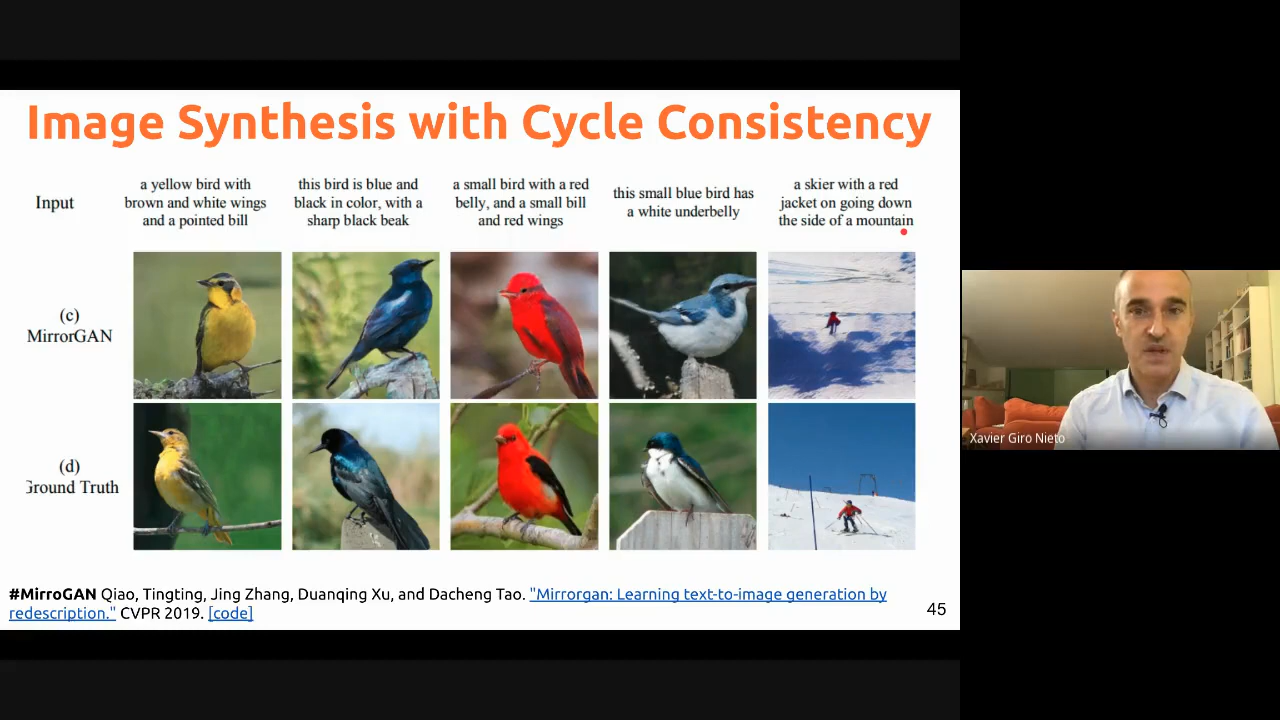 Image Synthesis with Cycle Consistency
Input
a yellow bird with
brown and white wings
and a pointed bill
this bird is blue and
black in color, with a
sharp black beak
a small bird with a red
belly, and a small bill
and red wings
this small blue bird has
a white underbelly
a skier with a red
jacket on going down
the side of a mountain
(c)
MirrorGAN
(d)
Ground Truth
#MirroGAN Qiao, Tingting, Jing Zhang, Duanqing Xu, and Dacheng Tao. "Mirrorgan: Learning text-to-image generation by
redescription." CVPR 2019. [code]
45
Xavier Giro Nieto